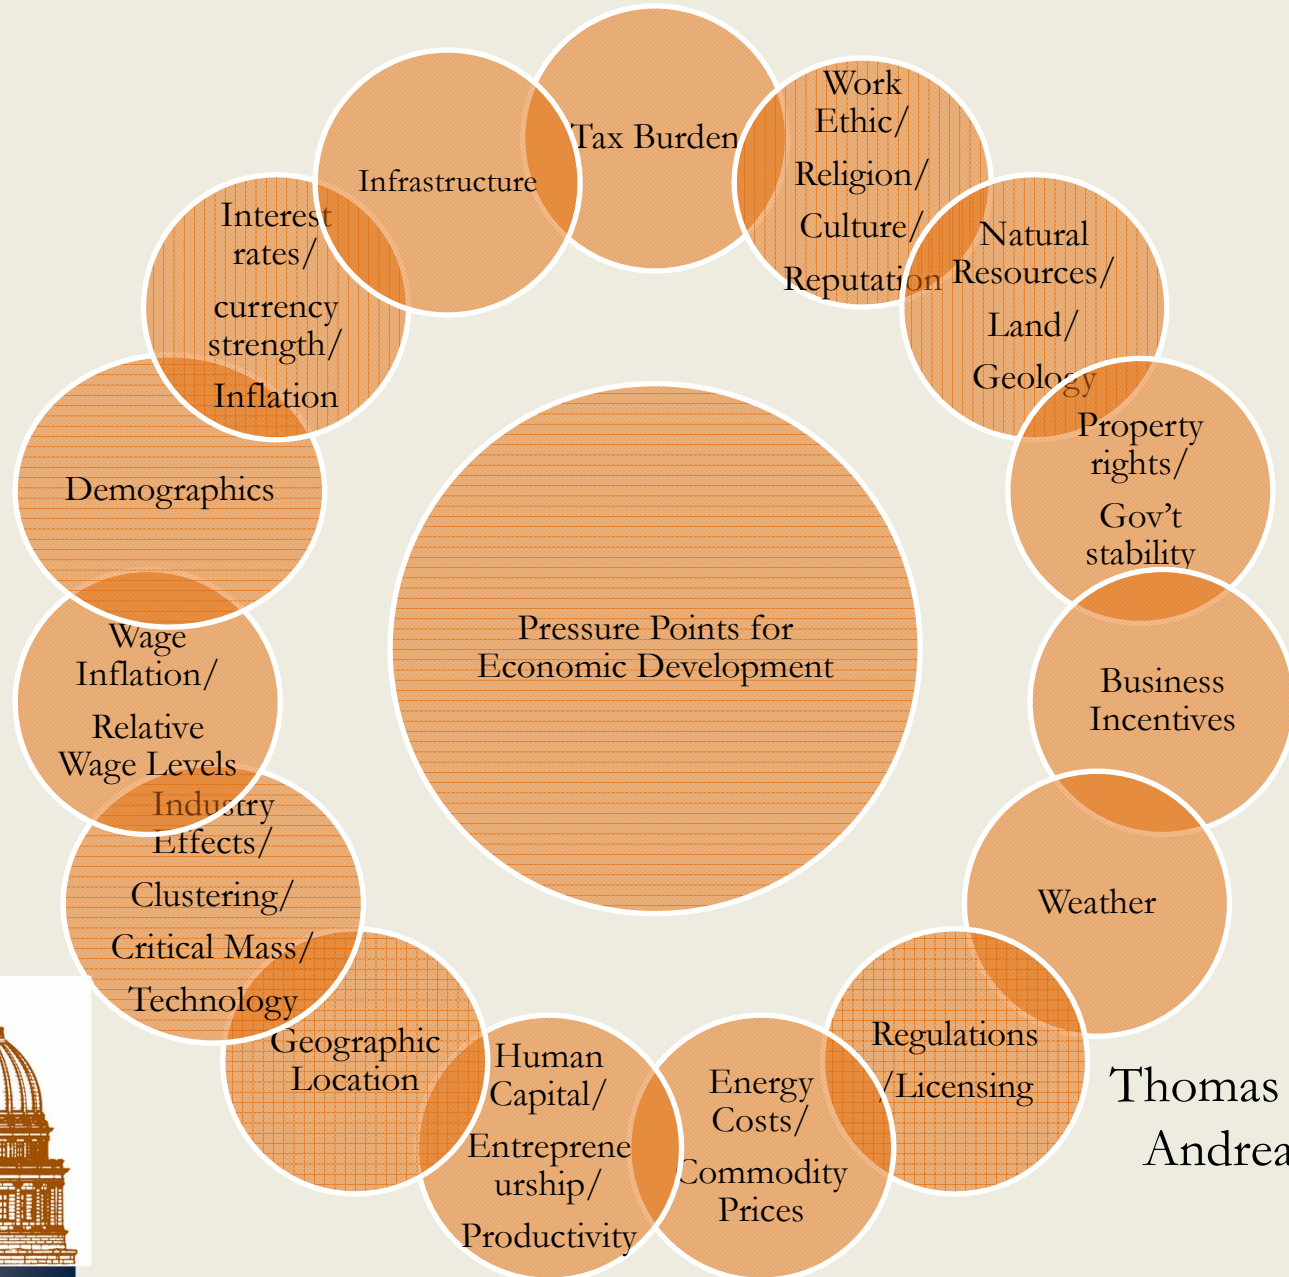 Tax Burden
Work
Ethic/
Religion/
Culture/
Reputation
Natural
Resources/
Land/
Geology
Property
rights/
Gov't
stability
Business
Incentives
Weather
Regulations
/Licensing
Energy
Costs/
Commodity
Prices
Human
Capital/
Entreprene
urship/
Productivity
Geographic
Location
Industry
Effects/
Clustering/
Critical Mass/
Technology
Wage
Inflation/
Relative
Wage Levels
Demographics
Interest
rates/
currency
strength/
Inflation
Infrastructure
Pressure Points for
Economic Development
Thomas
Andrea